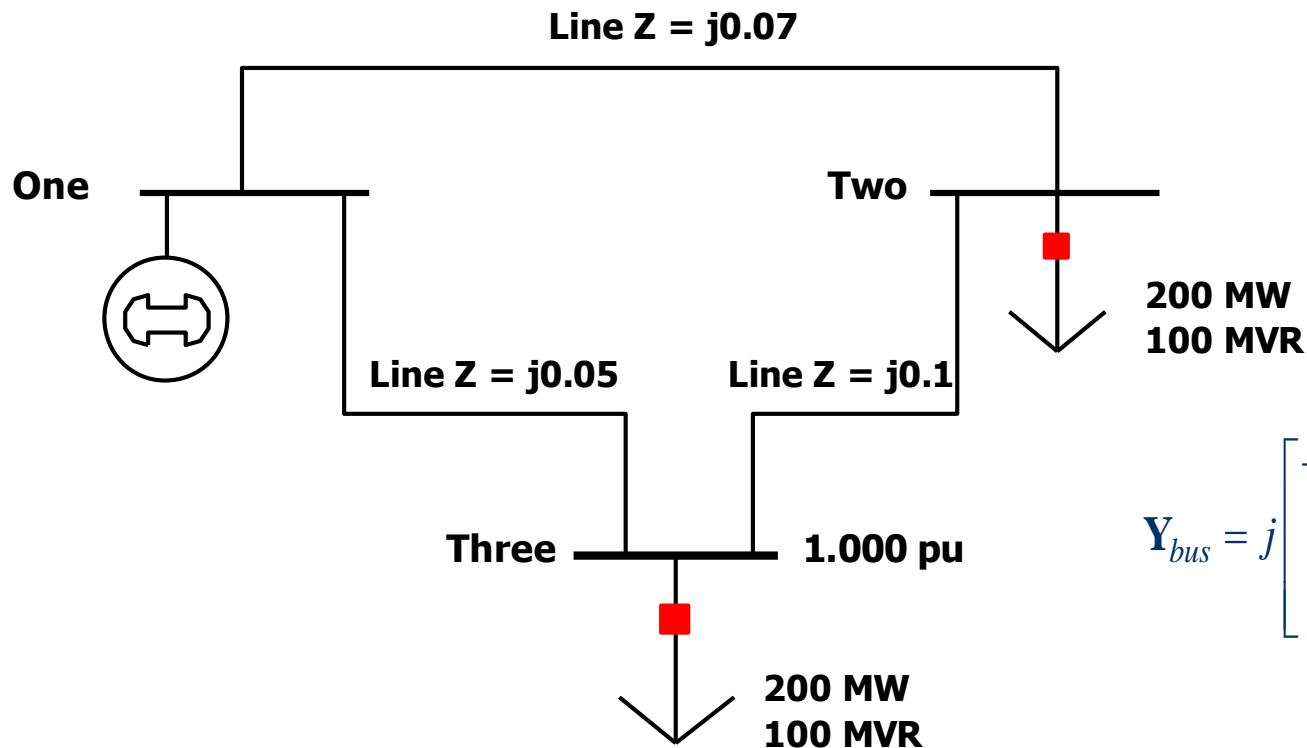 Line Z = j0.07
One
Two
200 MW
100 MVR
Line Z = j0.05
Line Z = j0.1
Y_bus = j
Three
1.000 pu
200 MW
100 MVR